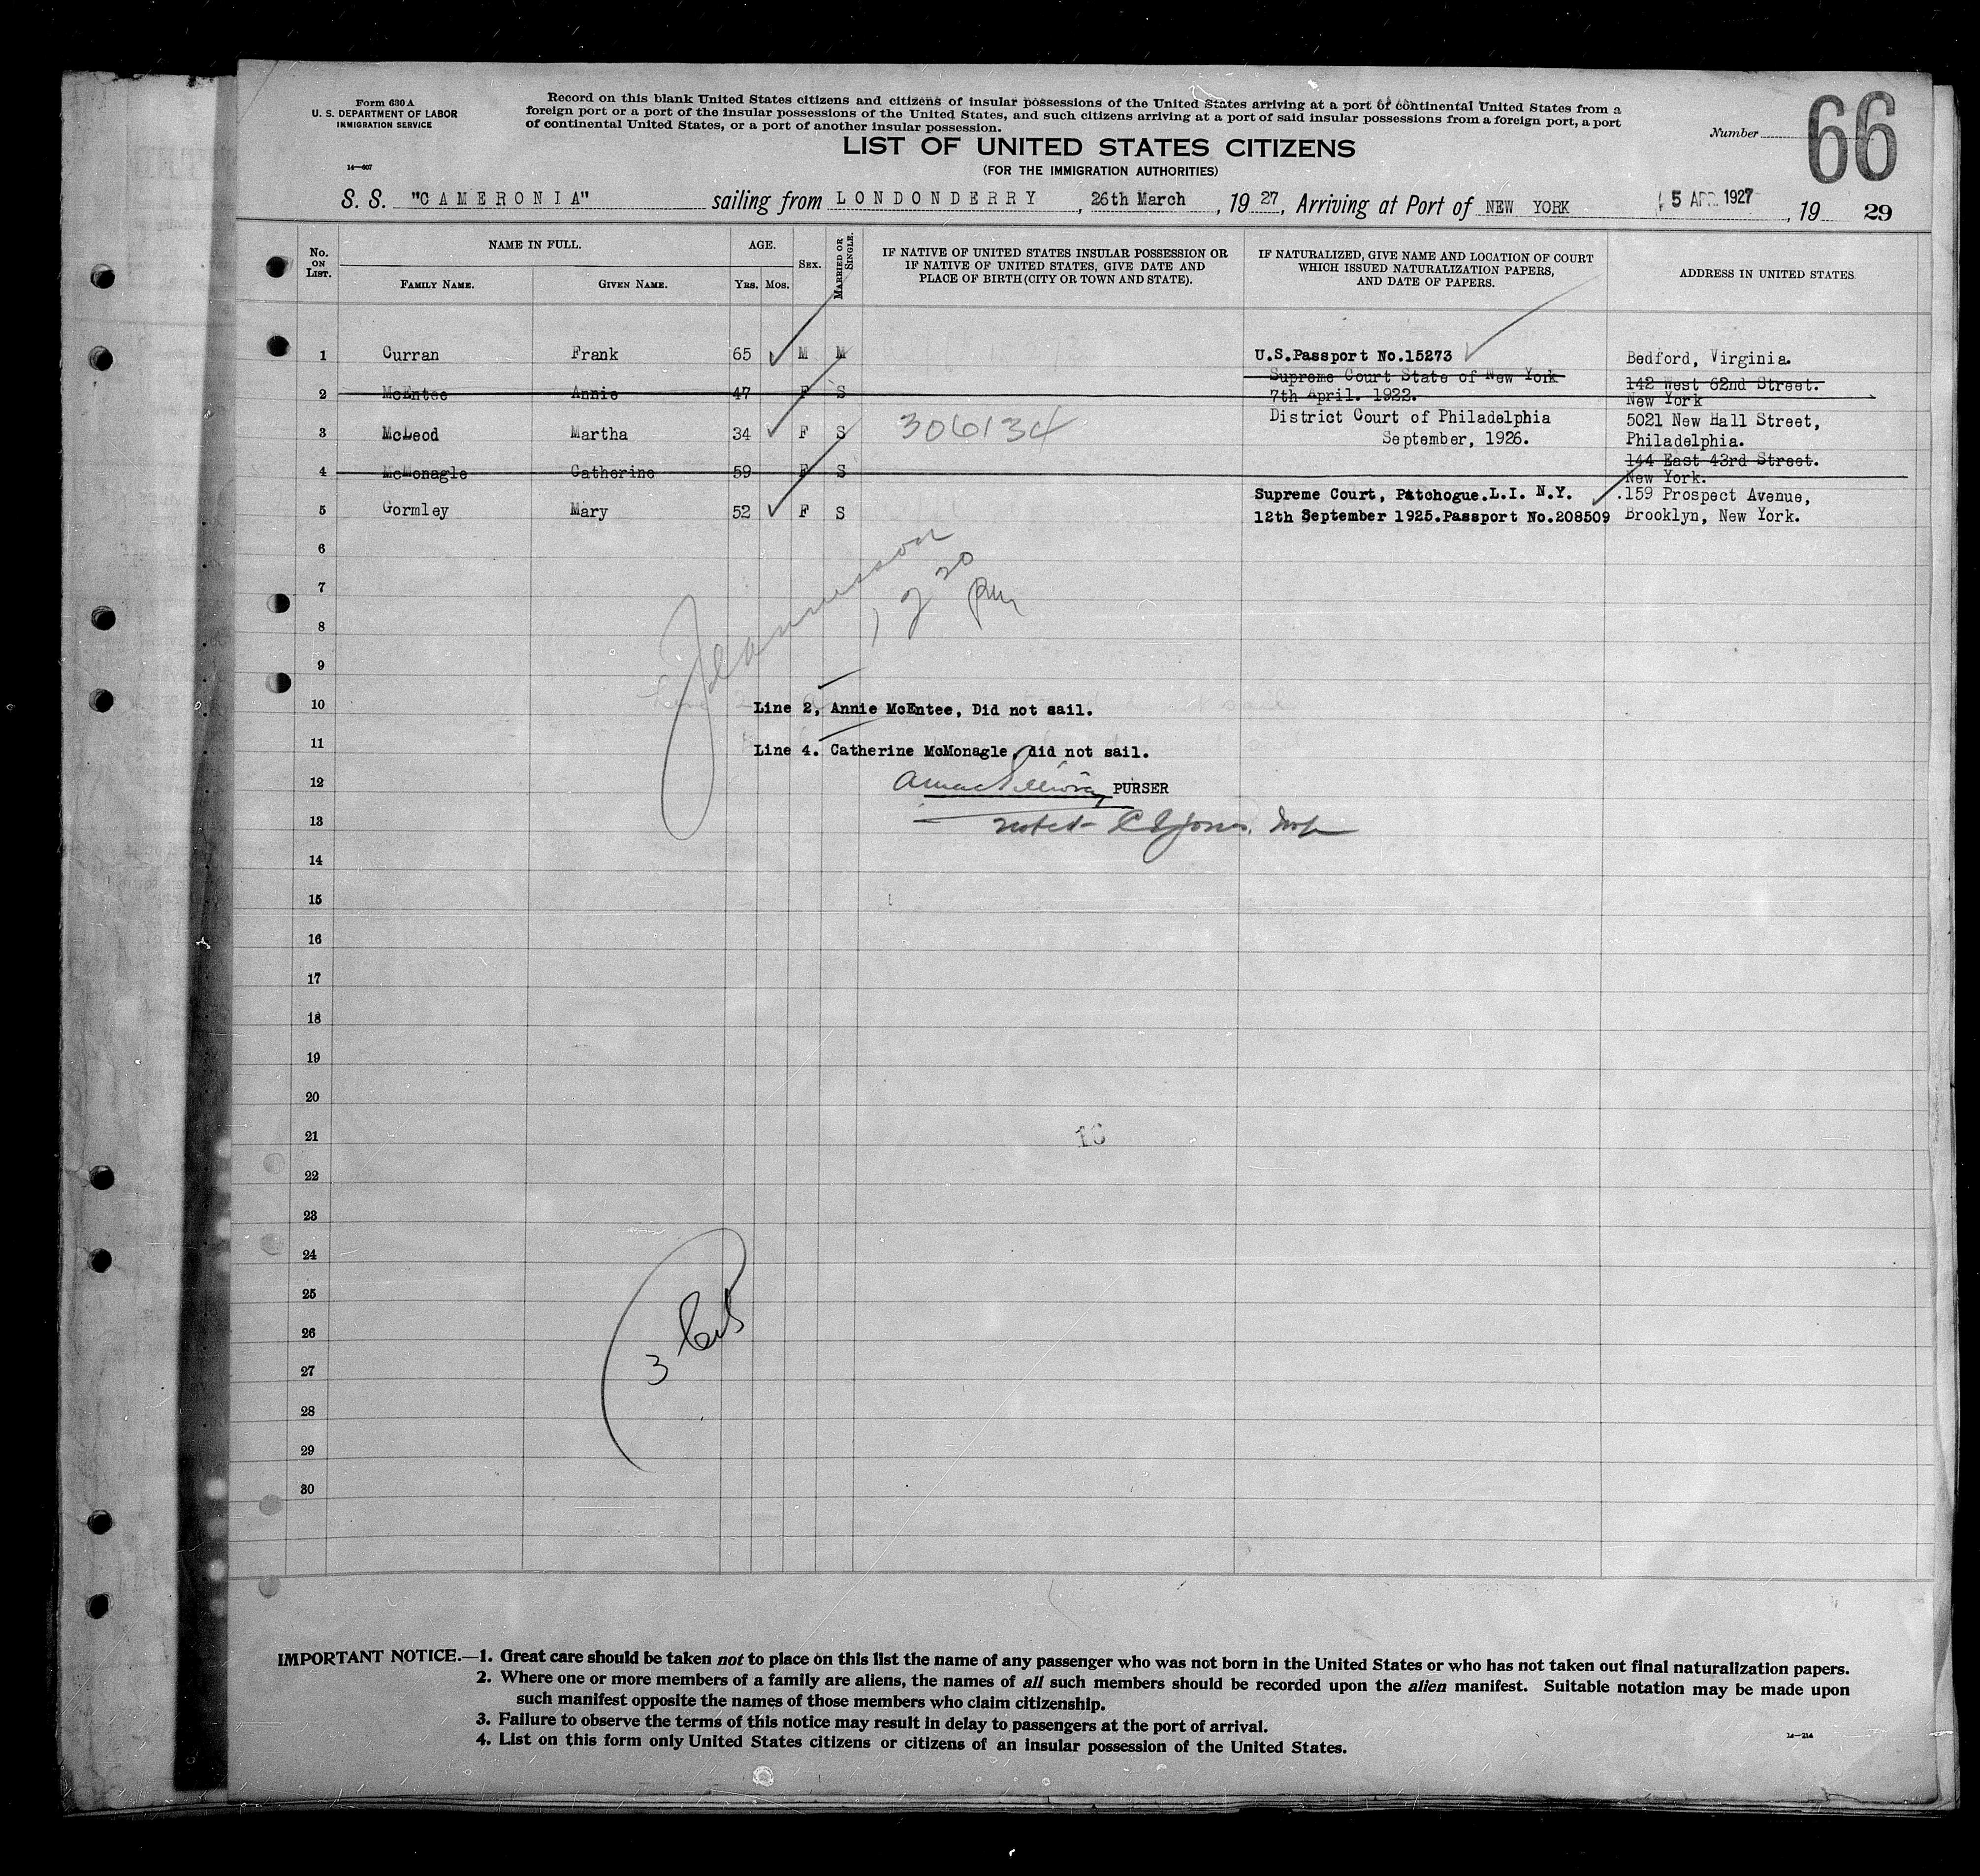 Form 630 A
U. S. DEPARTMENT OF LABOR
IMMIGRATION SERVICE
14—607
Record on this blank United States citizens and citizens of insular possessions of the United States arriving at a port of continental United States from a
foreign port or a port of the insular possessions of the United States, and such citizens arriving at a port of said insular possessions from a foreign port, a port
of continental United States, or a port of another insular possession.
Number 66
LIST OF UNITED STATES CITIZENS
(FOR THE IMMIGRATION AUTHORITIES)
S. S. "CAMERONIA" sailing from LONDONDERRY, 26th March, 1927, Arriving at Port of NEW YORK 5 APR 1927, 19 29
No. ON LIST.
NAME IN FULL.
FAMILY NAME. GIVEN NAME.
AGE.
YRS. MOS.
SEX.
MARRIED OR SINGLE.
IF NATIVE OF UNITED STATES INSULAR POSSESSION OR
IF NATIVE OF UNITED STATES, GIVE DATE AND
PLACE OF BIRTH (CITY OR TOWN AND STATE).
IF NATURALIZED, GIVE NAME AND LOCATION OF COURT
WHICH ISSUED NATURALIZATION PAPERS,
AND DATE OF PAPERS.
ADDRESS IN UNITED STATES.
1 Curran Frank 65 M M U.S.Passport No.15273 Bedford, Virginia.
Supreme Court State of New York 142 West 62nd Street.
2 McEntee Annie 47 F S 7th April. 1922. New York
District Court of Philadelphia 5021 New Hall Street,
3 McLeod Martha 34 F S 306134 September, 1926. Philadelphia.
144 East 43rd Street.
4 McMonagle Catherine 59 F S New York.
Supreme Court, Patchogue.L.I. N.Y. 159 Prospect Avenue,
5 Gormley Mary 52 F S 12th September 1925.Passport No.208509 Brooklyn, New York.
6
7
8
9
10 Line 2, Annie McEntee, Did not sail.
11 Line 4. Catherine McMonagle, did not sail.
12 PURSER
13 noted
14
15
16
17
18
19
20
21
22
23
24
25
26
27 3
28
29
30
IMPORTANT NOTICE.—1. Great care should be taken not to place on this list the name of any passenger who was not born in the United States or who has not taken out final naturalization papers.
2. Where one or more members of a family are aliens, the names of all such members should be recorded upon the alien manifest. Suitable notation may be made upon
such manifest opposite the names of those members who claim citizenship.
3. Failure to observe the terms of this notice may result in delay to passengers at the port of arrival.
4. List on this form only United States citizens or citizens of an insular possession of the United States.
14—214